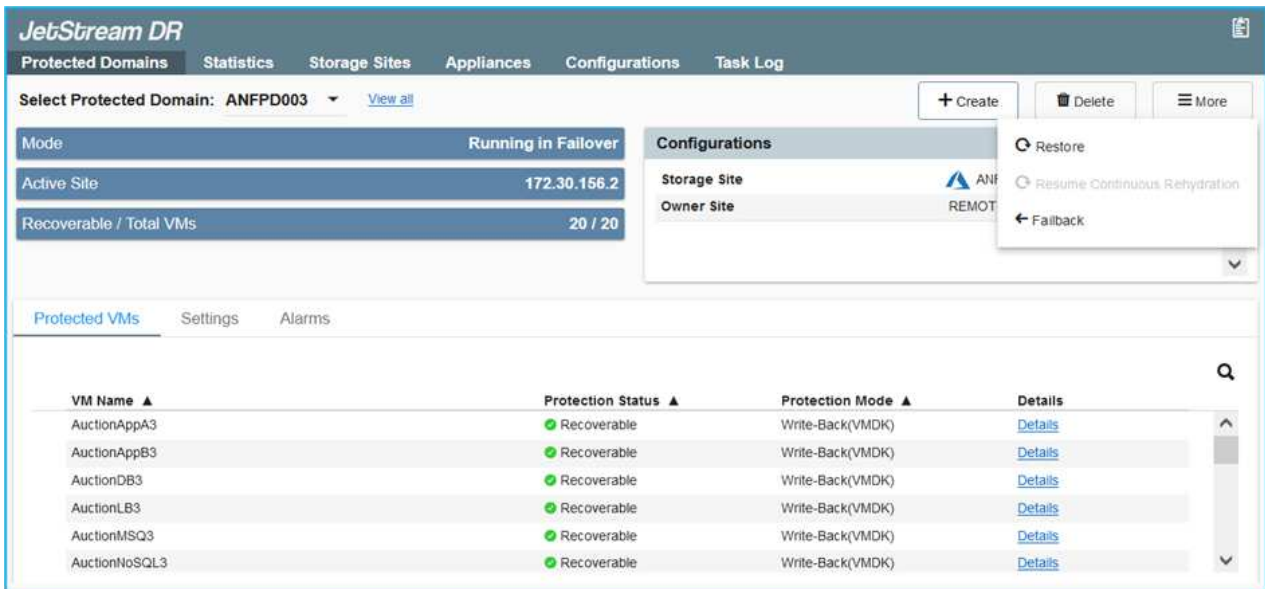 JetStream DR
Protected Domains Statistics Storage Sites Appliances Configurations Task Log
Select Protected Domain: ANFPD003 View all
+ Create Delete More
Mode Running in Failover
Active Site 172.30.156.2
Recoverable / Total VMs 20 / 20
Configurations
Storage Site
Owner Site REMOT
Restore
Resume Continuous Rehydration
Failback
Protected VMs Settings Alarms
VM Name ▲ Protection Status ▲ Protection Mode ▲ Details
AuctionAppA3 Recoverable Write-Back(VMDK) Details
AuctionAppB3 Recoverable Write-Back(VMDK) Details
AuctionDB3 Recoverable Write-Back(VMDK) Details
AuctionLB3 Recoverable Write-Back(VMDK) Details
AuctionMSQ3 Recoverable Write-Back(VMDK) Details
AuctionNoSQL3 Recoverable Write-Back(VMDK) Details